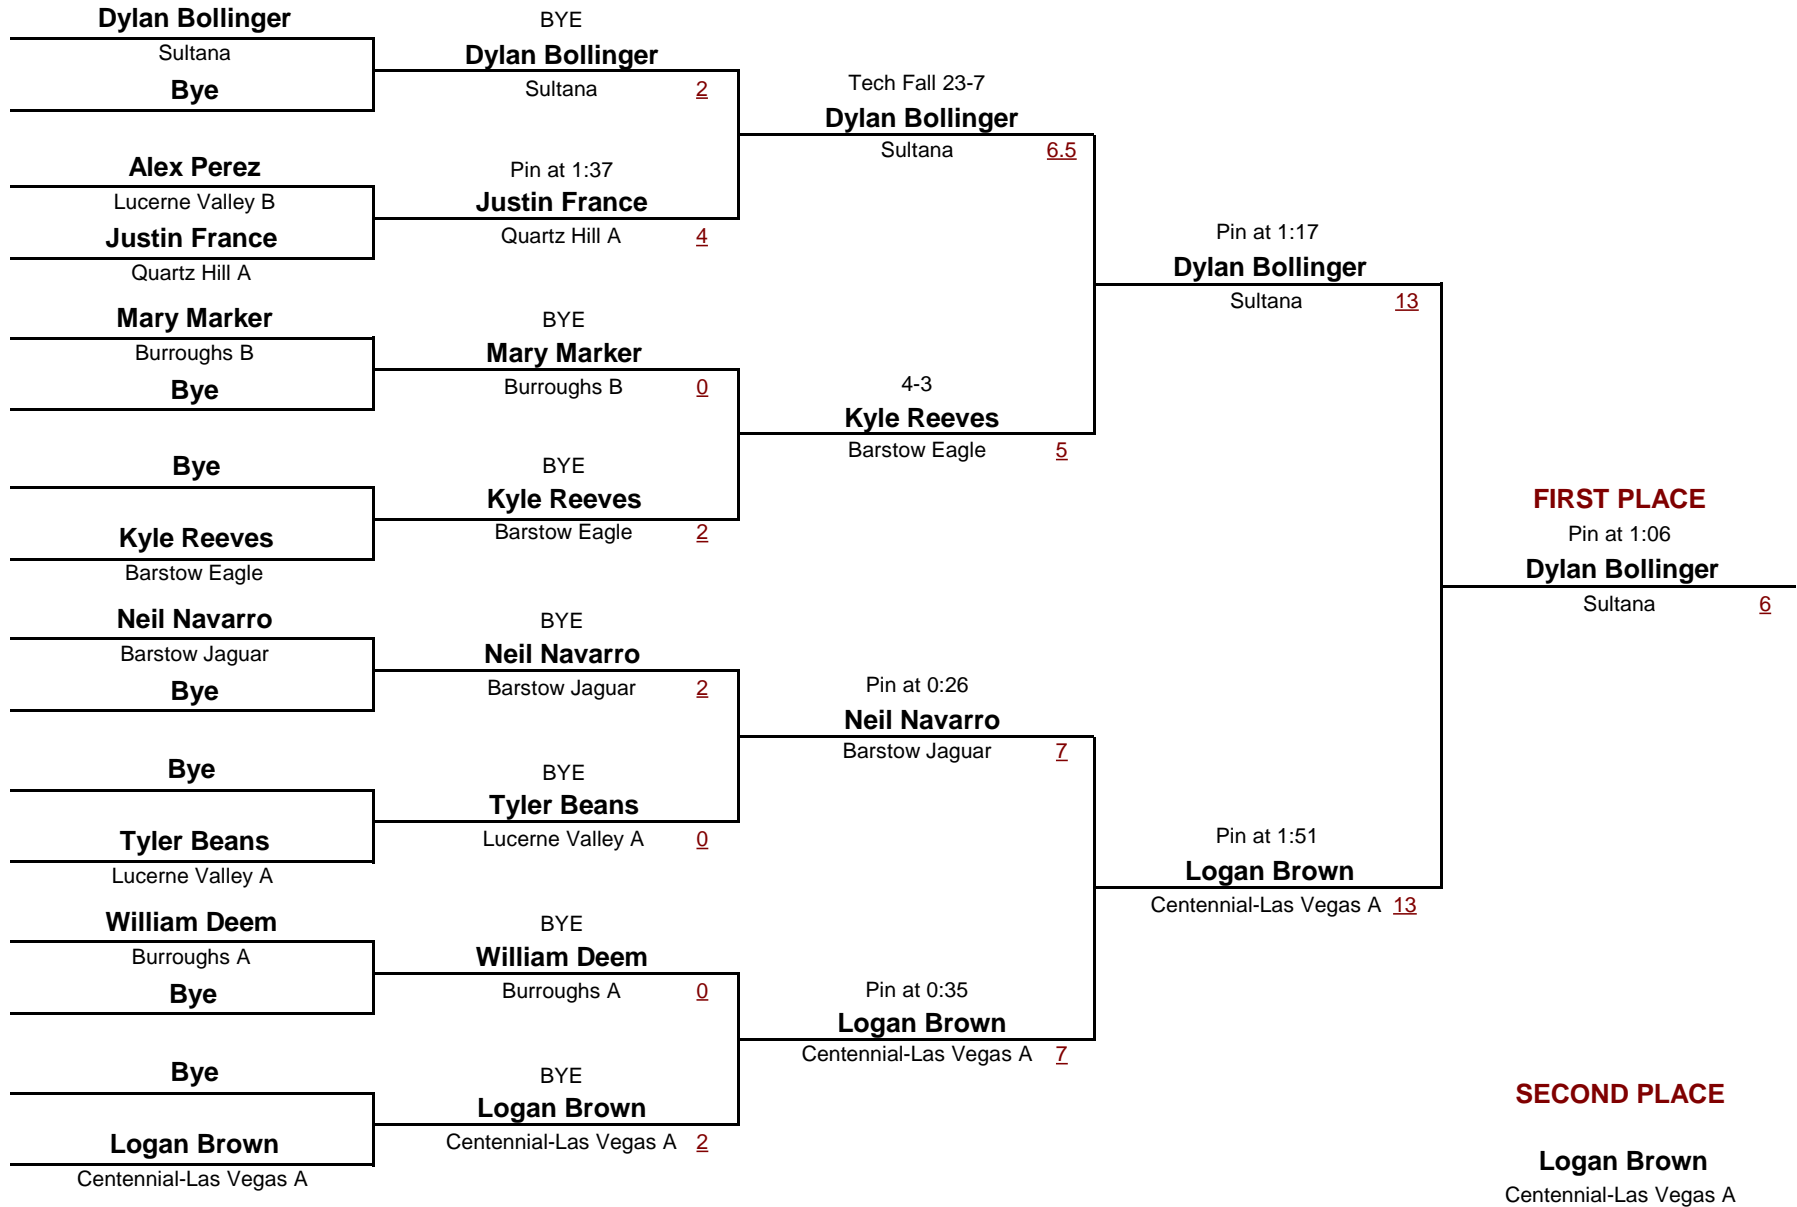 Dylan Bollinger
Sultana
Bye
Alex Perez
Lucerne Valley B
Justin France
Quartz Hill A
Mary Marker
Burroughs B
Bye
Bye
Kyle Reeves
Barstow Eagle
Neil Navarro
Barstow Jaguar
Bye
Bye
Tyler Beans
Lucerne Valley A
William Deem
Burroughs A
Bye
Bye
Logan Brown
Centennial-Las Vegas A
BYE
Dylan Bollinger
Sultana 2
Pin at 1:37
Justin France
Quartz Hill A 4
BYE
Mary Marker
Burroughs B 0
BYE
Kyle Reeves
Barstow Eagle 2
BYE
Neil Navarro
Barstow Jaguar 2
BYE
Tyler Beans
Lucerne Valley A 0
BYE
William Deem
Burroughs A 0
BYE
Logan Brown
Centennial-Las Vegas A 2
Tech Fall 23-7
Dylan Bollinger
Sultana 6.5
4-3
Kyle Reeves
Barstow Eagle 5
Pin at 0:26
Neil Navarro
Barstow Jaguar 7
Pin at 0:35
Logan Brown
Centennial-Las Vegas A 7
Pin at 1:17
Dylan Bollinger
Sultana 13
Pin at 1:51
Logan Brown
Centennial-Las Vegas A 13
FIRST PLACE
Pin at 1:06
Dylan Bollinger
Sultana 6
SECOND PLACE
Logan Brown
Centennial-Las Vegas A